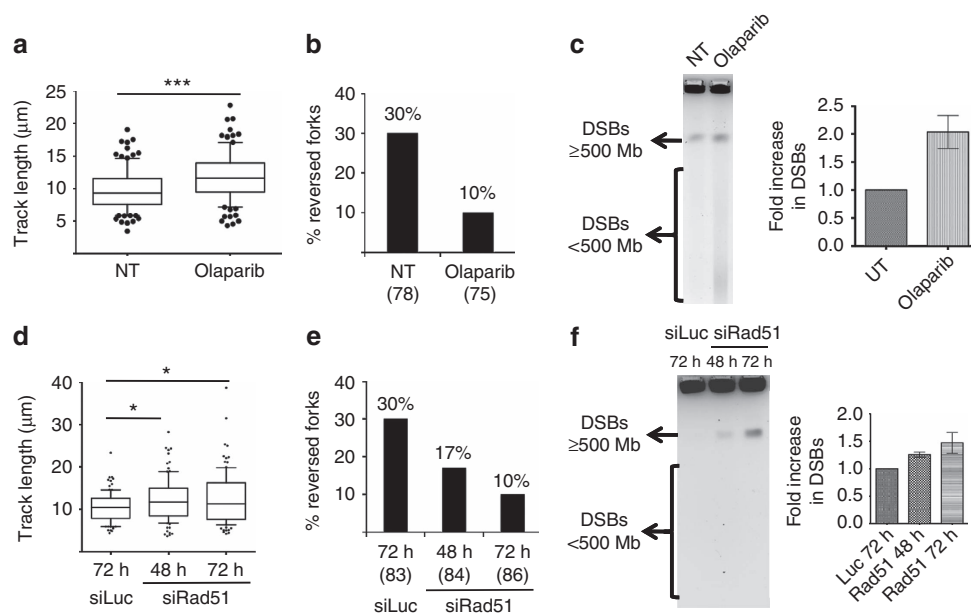 a
***
Track length (μm)
25
20
15
10
5
NT
Olaparib
b
% reversed forks
40
30
20
10
30%
10%
NT
(78)
Olaparib
(75)
c
NT
Olaparib
DSBs
≥500 Mb
DSBs
<500 Mb
Fold increase
in DSBs
2.5
2.0
1.5
1.0
0.5
0.0
UT
Olaparib
d
*
*
Track length (μm)
40
30
20
10
72 h
48 h
72 h
siLuc
siRad51
e
% reversed forks
40
30
20
10
30%
17%
10%
72 h
(83)
48 h
(84)
72 h
(86)
siLuc
siRad51
f
siLuc siRad51
72 h 48 h 72 h
DSBs
≥500 Mb
DSBs
<500 Mb
Fold increase
in DSBs
2.0
1.5
1.0
0.5
0.0
Luc 72 h
Rad51 48 h
Rad51 72 h